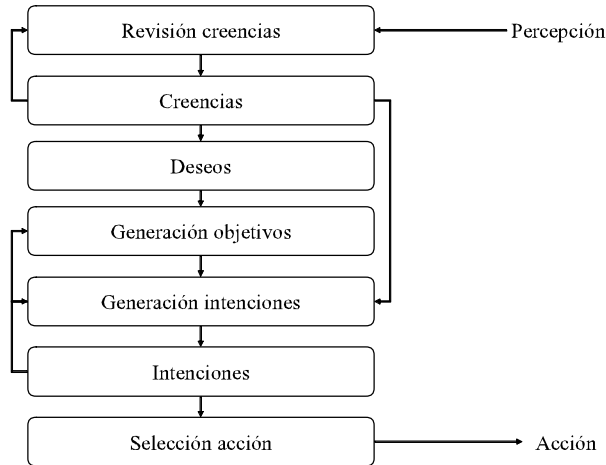 Revisión creencias
Percepción
Creencias
Deseos
Generación objetivos
Generación intenciones
Intenciones
Selección acción
Acción